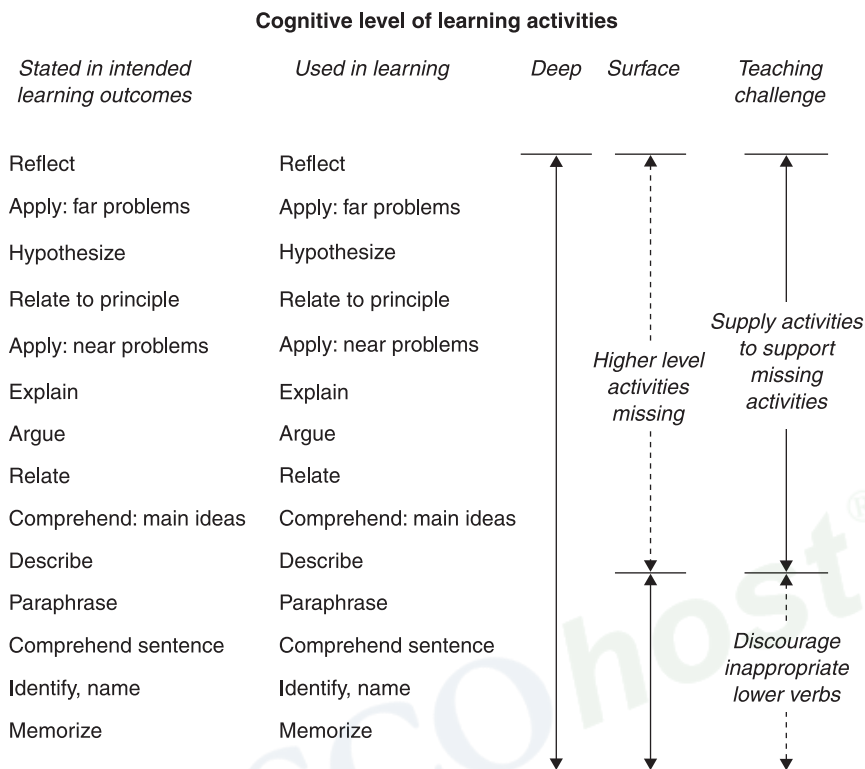 Cognitive level of learning activities
Stated in intended learning outcomes Used in learning Deep Surface Teaching challenge
Reflect Reflect
Apply: far problems Apply: far problems
Hypothesize Hypothesize
Relate to principle Relate to principle
Apply: near problems Apply: near problems
Explain Explain
Argue Argue
Relate Relate
Comprehend: main ideas Comprehend: main ideas
Describe Describe
Paraphrase Paraphrase
Comprehend sentence Comprehend sentence
Identify, name Identify, name
Memorize Memorize
Higher level
activities
missing
Supply activities
to support
missing
activities
Discourage
inappropriate
lower verbs
SCOhost®